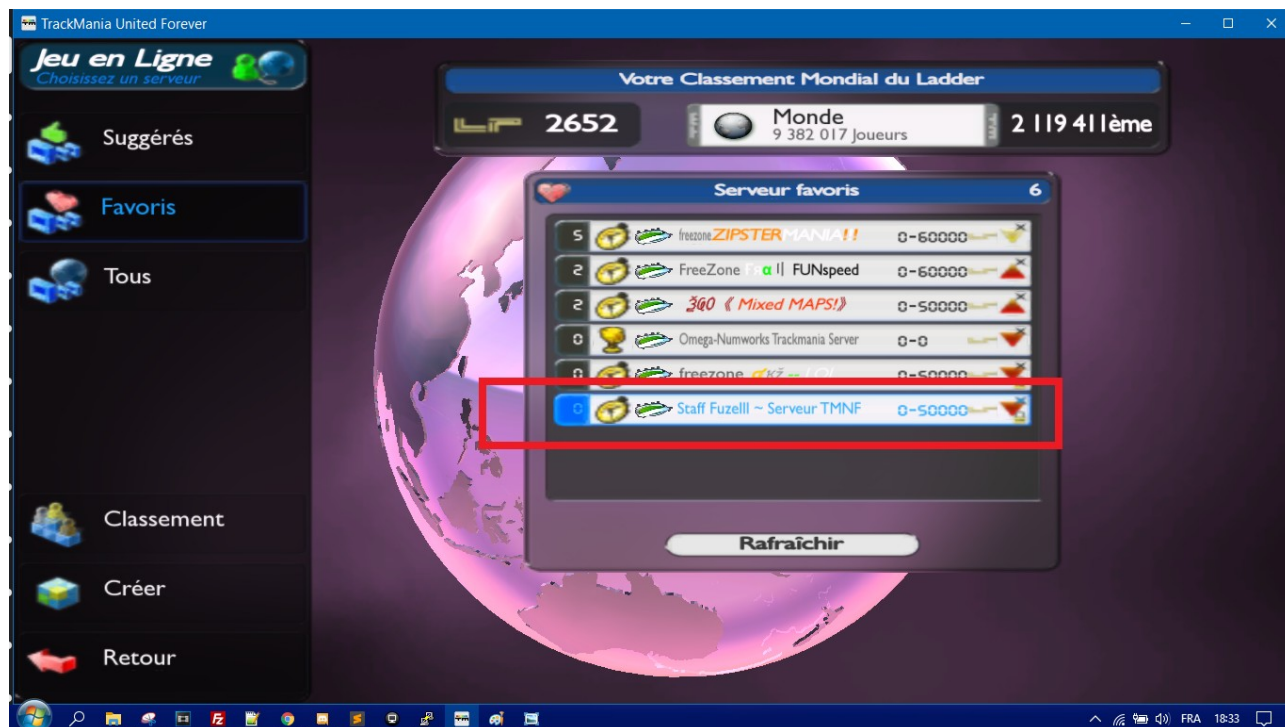 TrackMania United Forever
Jeu en Ligne
Choisissez un serveur
Suggérés
Favoris
Tous
Classement
Créer
Retour
Votre Classement Mondial du Ladder
LP 2652 Monde 2 119 411ème
9 382 017 Joueurs
Serveur favoris 6
5 freezone ZIPSTERMANIA!! 0-60000
2 FreeZone FUNspeed 0-60000
2 《 Mixed MAPS!》 0-50000
0 Omega-Numworks Trackmania Server 0-0
0 freezone LOL 0-50000
0 Staff Fuzelll ~ Serveur TMNF 0-50000
Rafraîchir
FRA 18:33